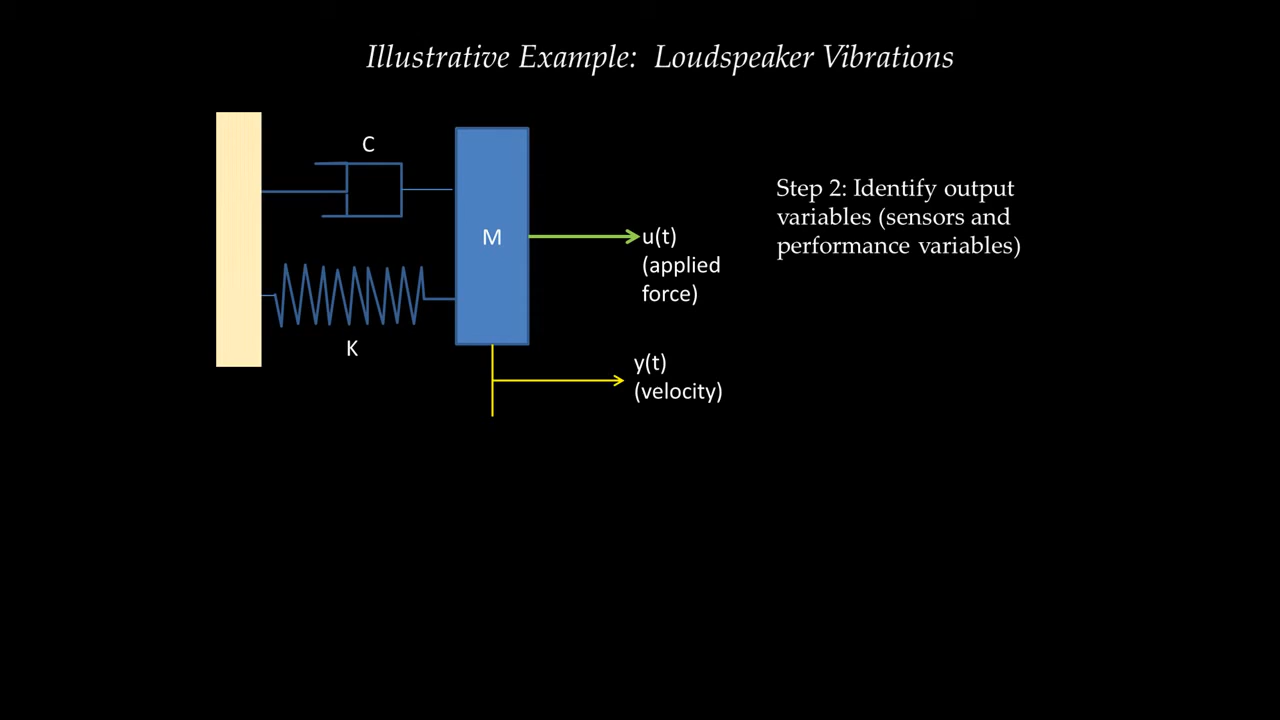 Illustrative Example: Loudspeaker Vibrations
C
M
K
u(t)
(applied
force)
y(t)
(velocity)
Step 2: Identify output
variables (sensors and
performance variables)